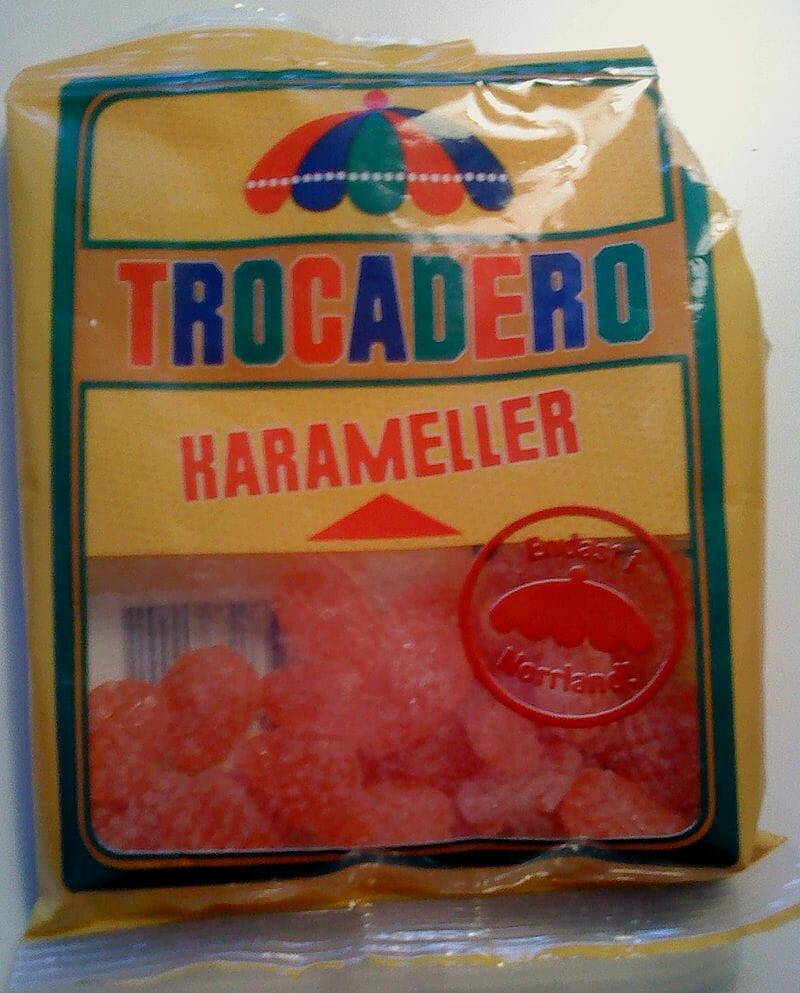 TROCADERO
KARAMELLER
Endast i
Norrland!